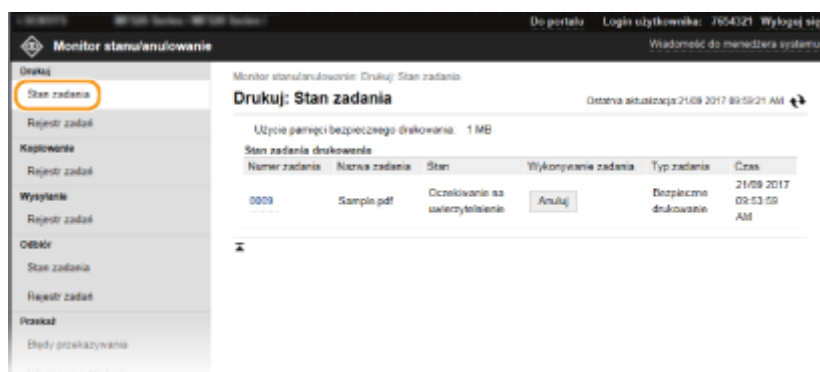 Do portalu Login użytkownika: 7654321 Wyloguj się
Monitor stanu/anulowanie
Wiadomość do menedżera systemu
Drukuj
Stan zadania
Rejestr zadań
Kopiowanie
Rejestr zadań
Wysyłanie
Rejestr zadań
Odbiór
Stan zadania
Rejestr zadań
Przekaż
Błędy przekazywania
Monitor stanu/anulowanie: Drukuj: Stan zadania
Drukuj: Stan zadania
Ostatnia aktualizacja:21/09 2017 09:59:21 AM
Użycie pamięci bezpiecznego drukowania: 1 MB
Stan zadania drukowania
Numer zadania Nazwa zadania Stan Wykonywanie zadania Typ zadania Czas
0009 Sample.pdf Oczekiwanie na uwierzytelnienie Anuluj Bezpieczne drukowanie 21/09 2017 09:53:59 AM